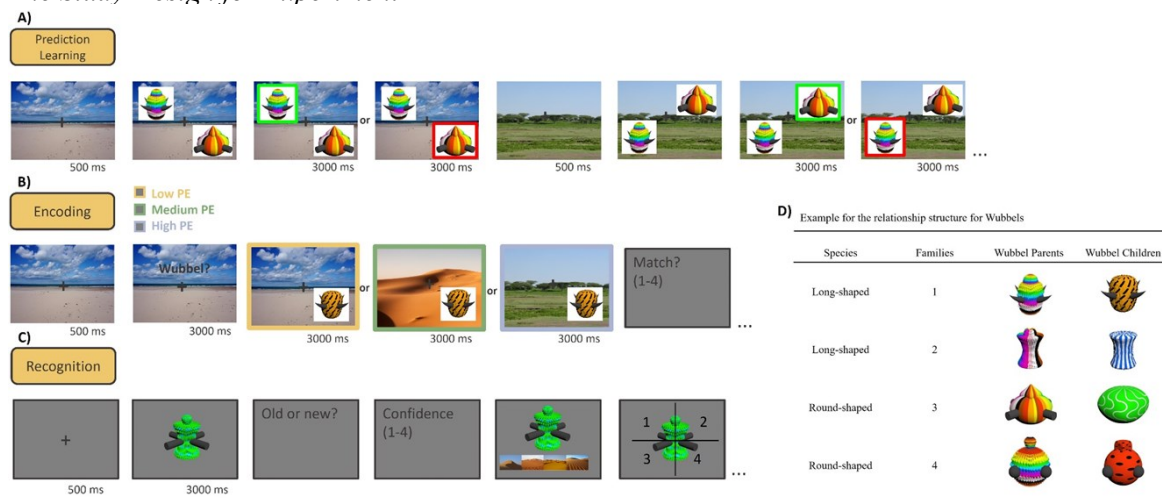 A)
Prediction
Learning
or
or
500 ms
3000 ms
3000 ms
500 ms
3000 ms
3000 ms
...
B)
Encoding
Low PE
Medium PE
High PE
Wubbel?
or
or
Match?
(1-4)
500 ms
3000 ms
3000 ms
3000 ms
3000 ms
...
C)
Recognition
+
Old or new?
Confidence
(1-4)
1 2
3 4
500 ms
3000 ms
...
D) Example for the relationship structure for Wubbels
Species Families Wubbel Parents Wubbel Children
Long-shaped 1
Long-shaped 2
Round-shaped 3
Round-shaped 4